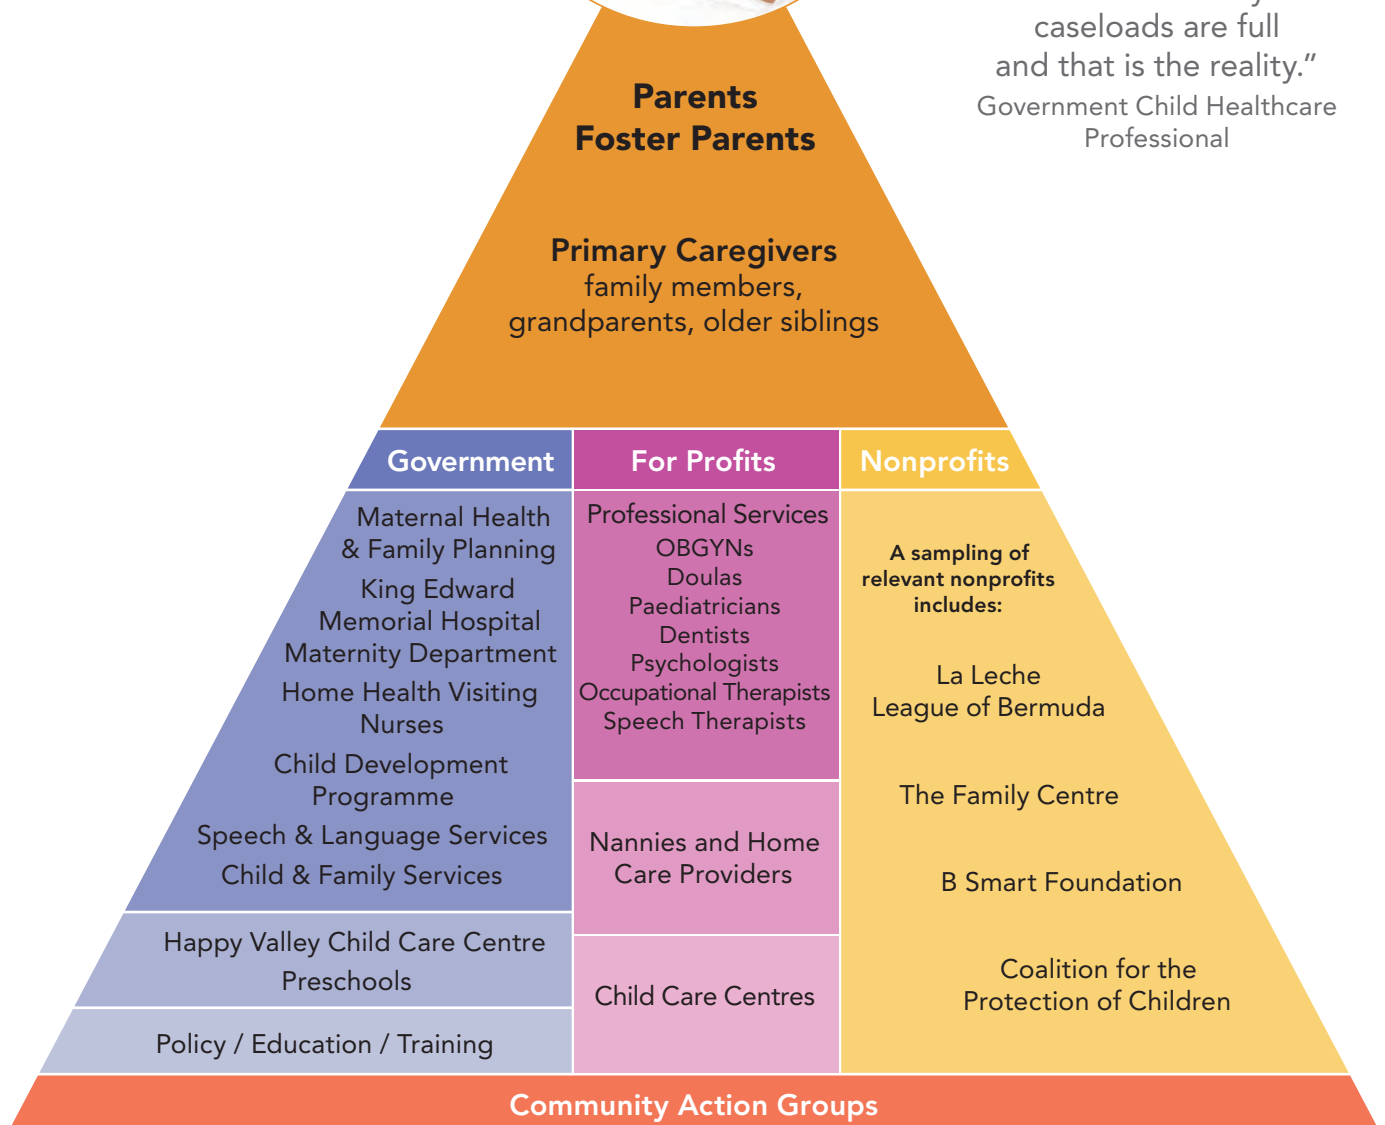 caseloads are full
and that is the reality.”
Government Child Healthcare
Professional
Parents
Foster Parents
Primary Caregivers
family members,
grandparents, older siblings
Government
Maternal Health
& Family Planning
King Edward
Memorial Hospital
Maternity Department
Home Health Visiting
Nurses
Child Development
Programme
Speech & Language Services
Child & Family Services
Happy Valley Child Care Centre
Preschools
Policy / Education / Training
For Profits
Professional Services
OBGYNs
Doulas
Paediatricians
Dentists
Psychologists
Occupational Therapists
Speech Therapists
Nannies and Home
Care Providers
Child Care Centres
Nonprofits
A sampling of
relevant nonprofits
includes:
La Leche
League of Bermuda
The Family Centre
B Smart Foundation
Coalition for the
Protection of Children
Community Action Groups